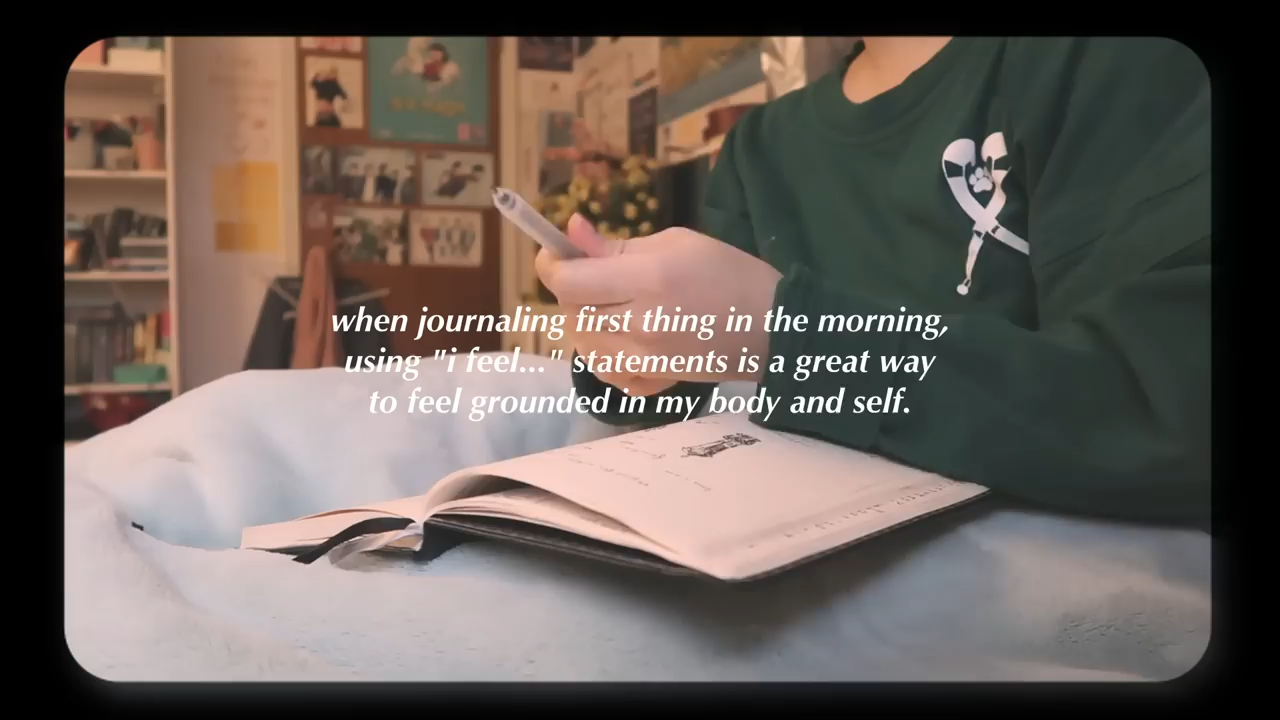 when journaling first thing in the morning,
using "i feel..." statements is a great way
to feel grounded in my body and self.